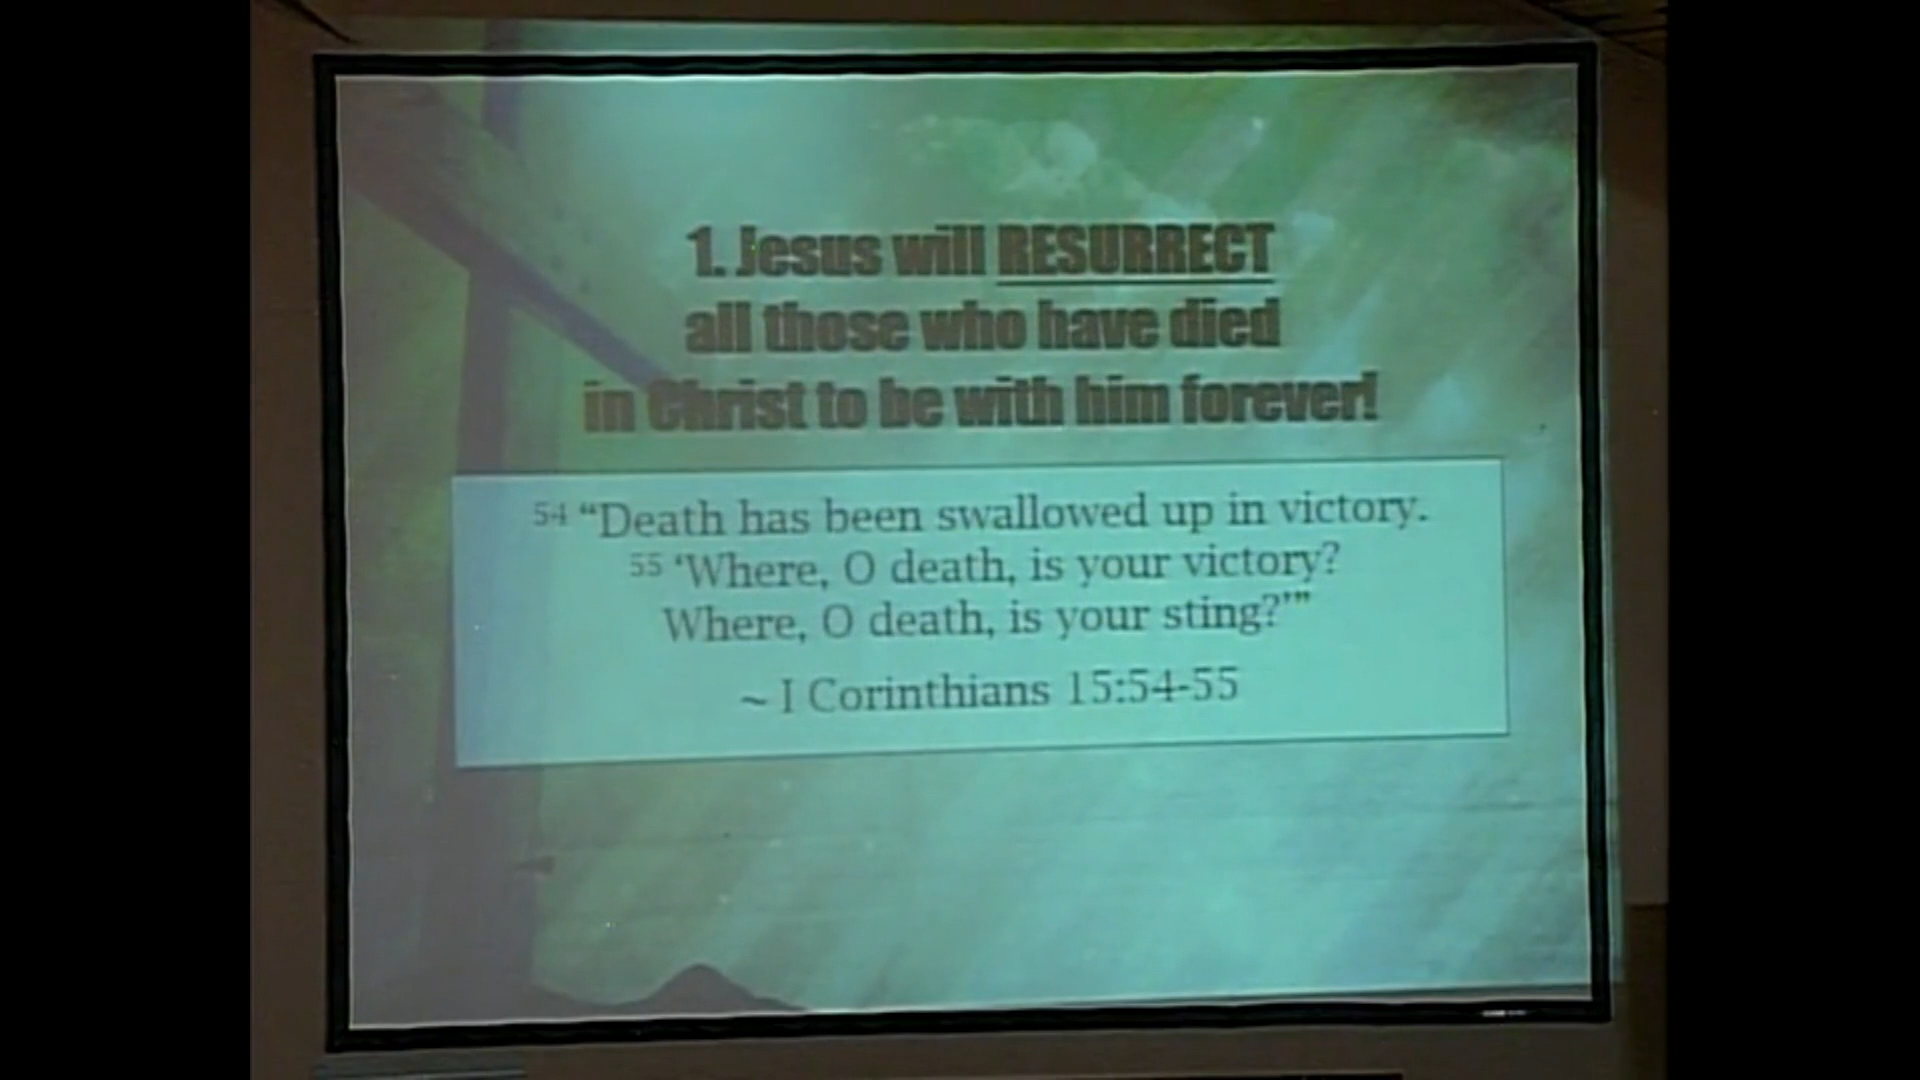 1. Jesus will RESURRECT
all those who have died
in Christ to be with him forever!
54 “Death has been swallowed up in victory.
55 ‘Where, O death, is your victory?
Where, O death, is your sting?’”
~ I Corinthians 15:54-55